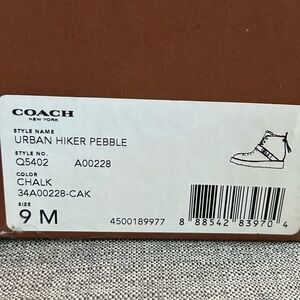 COACH
NEW YORK
STYLE NAME
URBAN HIKER PEBBLE
STYLE NO.
Q5402 A00228
COLOR
CHALK
34A00228-CAK
SIZE
9 M
4500189977
8 88542 83970 4